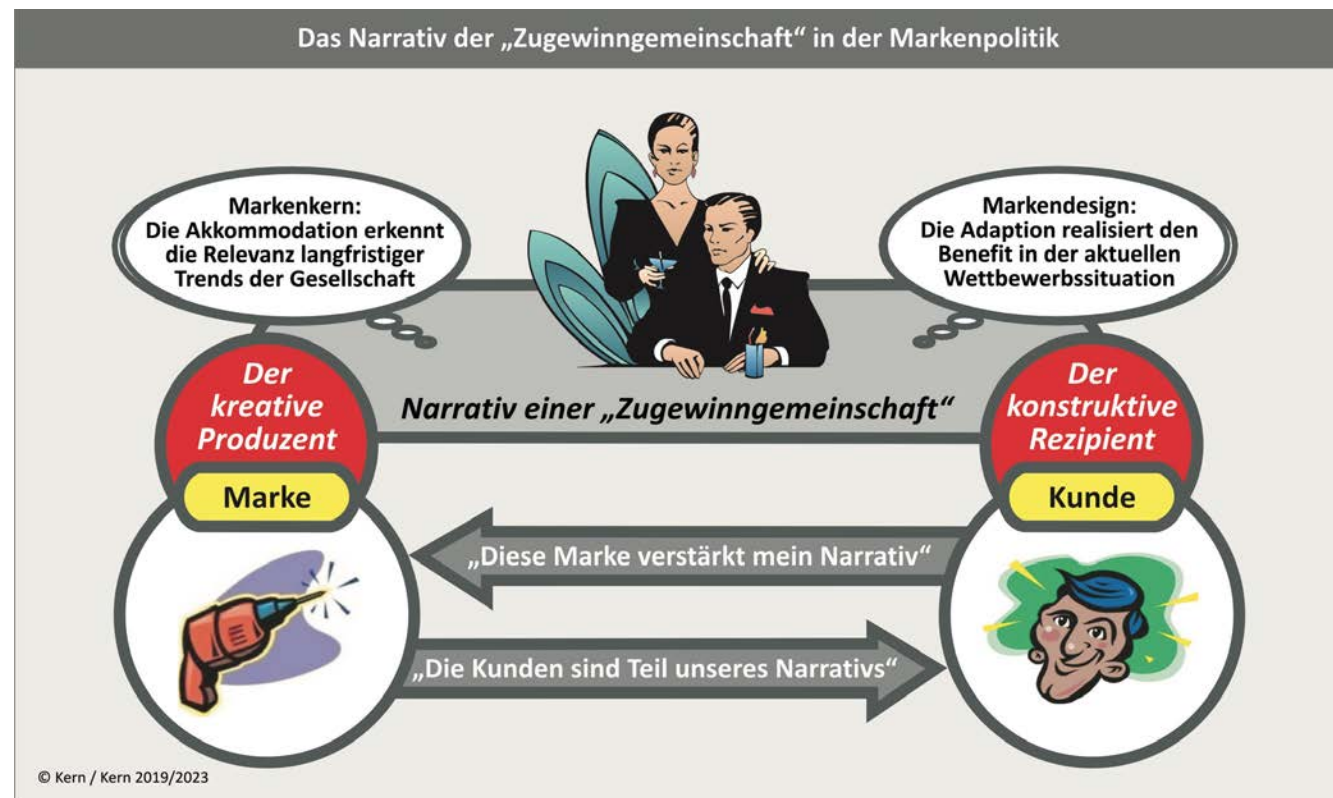 Das Narrativ der „Zugewinngemeinschaft“ in der Markenpolitik
Markenkern:
Die Akkommodation erkennt
die Relevanz langfristiger
Trends der Gesellschaft
Markendesign:
Die Adaption realisiert den
Benefit in der aktuellen
Wettbewerbssituation
Der
kreative
Produzent
Narrativ einer „Zugewinngemeinschaft“
Der
konstruktive
Rezipient
Marke
Kunde
„Diese Marke verstärkt mein Narrativ“
„Die Kunden sind Teil unseres Narrativs“
© Kern / Kern 2019/2023